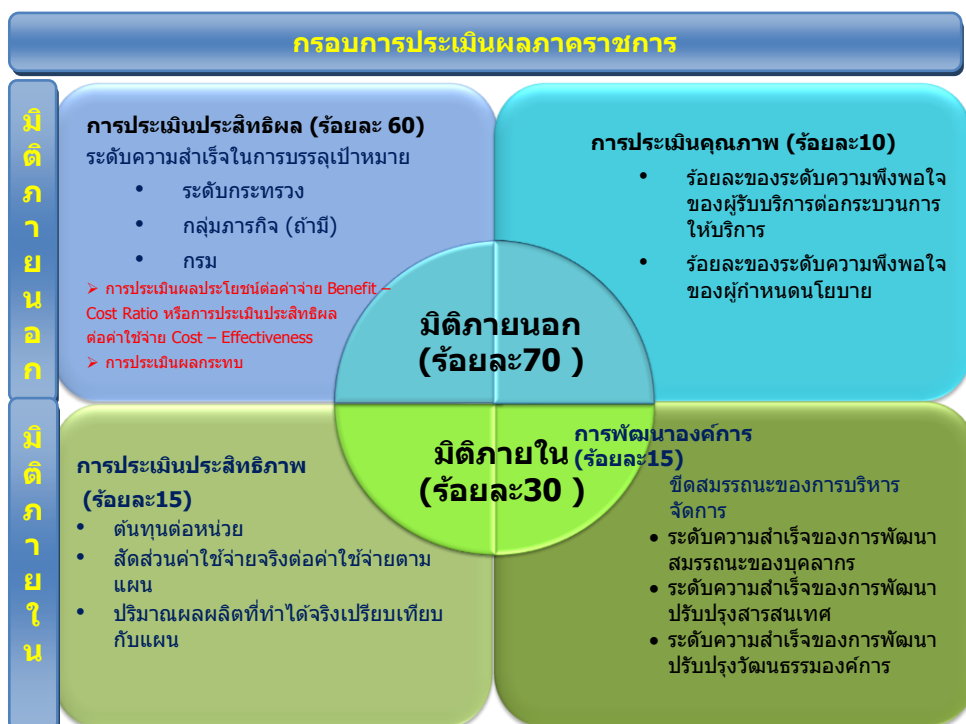 กรอบการประเมินผลภาคราชการ
มิติภายนอก
การประเมินประสิทธิผล (ร้อยละ 60)
ระดับความสำเร็จในการบรรลุเป้าหมาย
• ระดับกระทรวง
• กลุ่มภารกิจ (ถ้ามี)
• กรม
➢ การประเมินผลประโยชน์ต่อค่าจ่าย Benefit –
Cost Ratio หรือการประเมินประสิทธิผล
ต่อค่าใช้จ่าย Cost – Effectiveness
➢ การประเมินผลกระทบ
การประเมินคุณภาพ (ร้อยละ10)
• ร้อยละของระดับความพึงพอใจ
ของผู้รับบริการต่อกระบวนการ
ให้บริการ
• ร้อยละของระดับความพึงพอใจ
ของผู้กำหนดนโยบาย
มิติภายนอก
(ร้อยละ70 )
มิติภายใน
การประเมินประสิทธิภาพ
(ร้อยละ15)
• ต้นทุนต่อหน่วย
• สัดส่วนค่าใช้จ่ายจริงต่อค่าใช้จ่ายตาม
แผน
• ปริมาณผลผลิตที่ทำได้จริงเปรียบเทียบ
กับแผน
มิติภายใน
(ร้อยละ30 )
การพัฒนาองค์การ
(ร้อยละ15)
ขีดสมรรถนะของการบริหาร
จัดการ
• ระดับความสำเร็จของการพัฒนา
สมรรถนะของบุคลากร
• ระดับความสำเร็จของการพัฒนา
ปรับปรุงสารสนเทศ
• ระดับความสำเร็จของการพัฒนา
ปรับปรุงวัฒนธรรมองค์การ